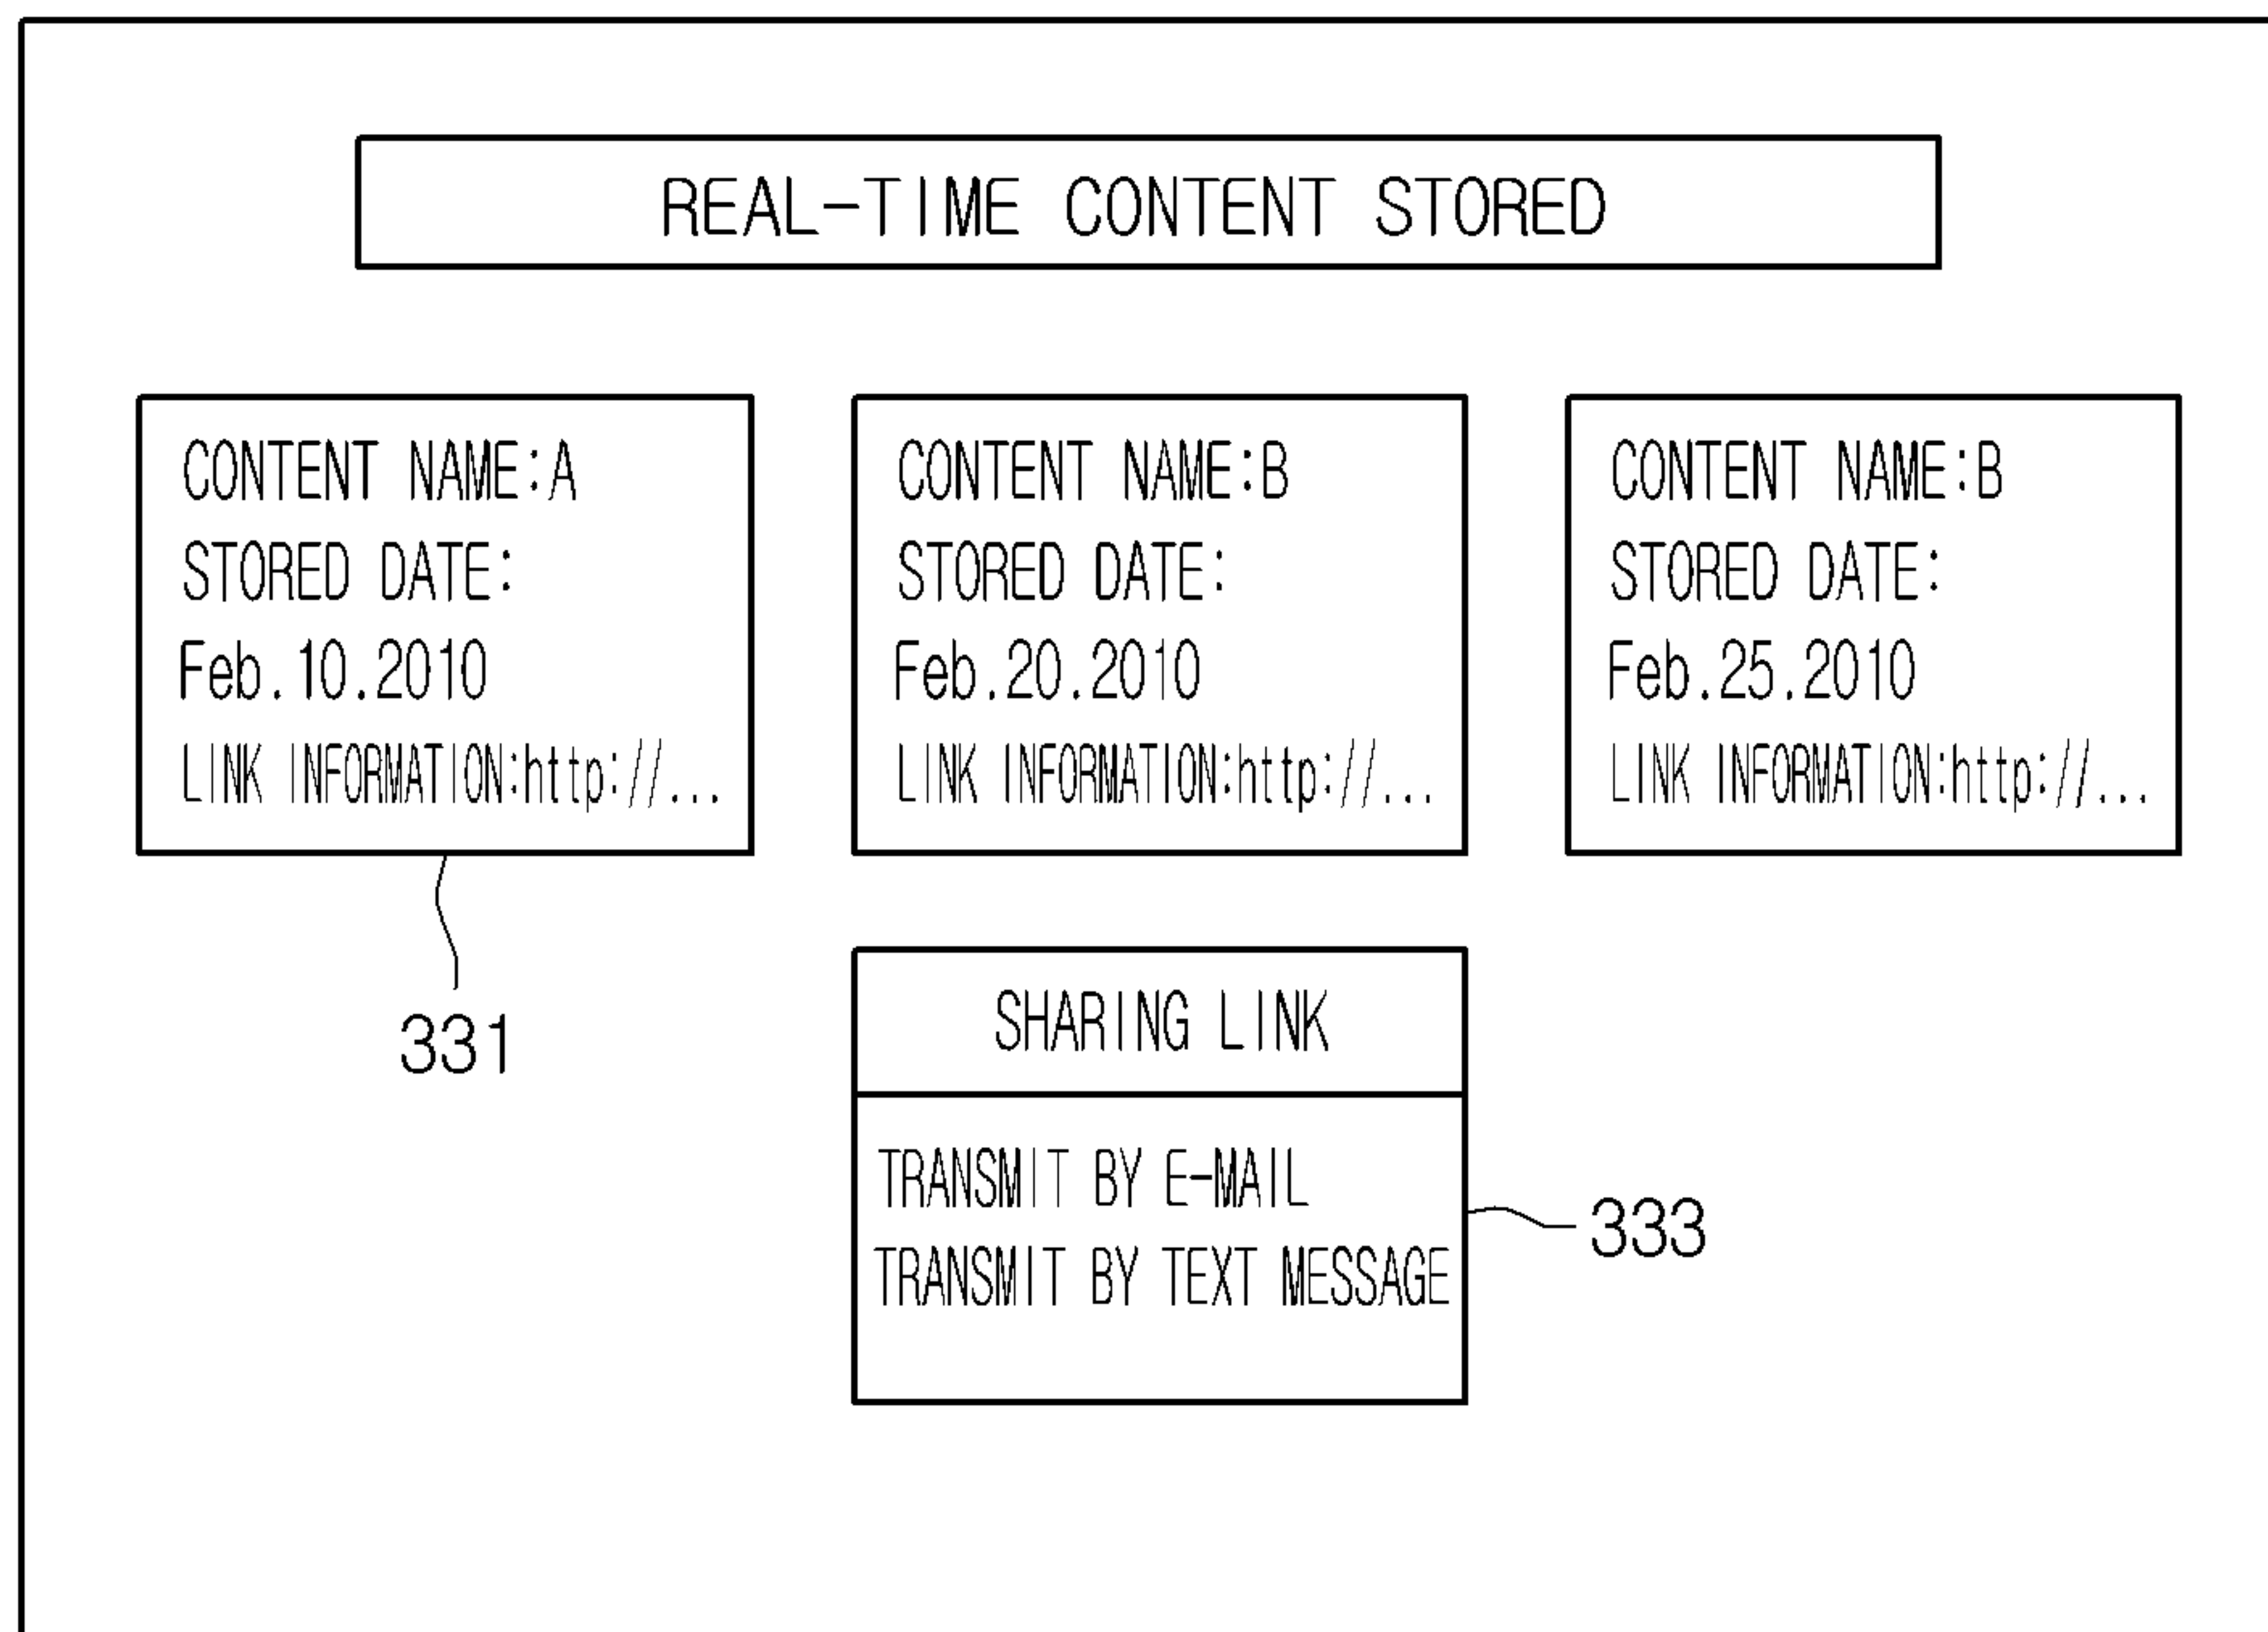 REAL-TIME CONTENT STORED
CONTENT NAME:A
STORED DATE:
Feb.10.2010
LINK INFORMATION:http://...
CONTENT NAME:B
STORED DATE:
Feb.20.2010
LINK INFORMATION:http://...
CONTENT NAME:B
STORED DATE:
Feb.25.2010
LINK INFORMATION:http://...
331
SHARING LINK
TRANSMIT BY E-MAIL
TRANSMIT BY TEXT MESSAGE
333